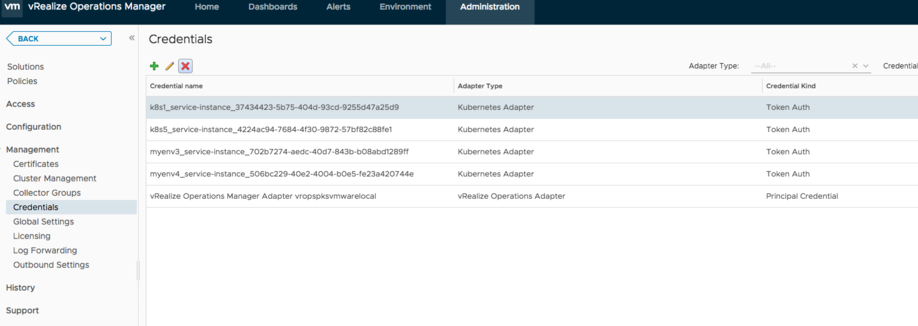 vm vRealize Operations Manager Home Dashboards Alerts Environment Administration
BACK «
Credentials
Solutions
Policies
Access
Configuration
Management
Certificates
Cluster Management
Collector Groups
Credentials
Global Settings
Licensing
Log Forwarding
Outbound Settings
History
Support
Adapter Type: --All-- Credential
Credential name Adapter Type Credential Kind
k8s1_service-instance_37434423-5b75-404d-93cd-9255d47a25d9 Kubernetes Adapter Token Auth
k8s5_service-instance_4224ac94-7684-4f30-9872-57bf82c88fe1 Kubernetes Adapter Token Auth
myenv3_service-instance_702b7274-aedc-40d7-843b-b08abd1289ff Kubernetes Adapter Token Auth
myenv4_service-instance_506bc229-40e2-4004-b0e5-fe23a420744e Kubernetes Adapter Token Auth
vRealize Operations Manager Adapter vropspksvmwarelocal vRealize Operations Adapter Principal Credential